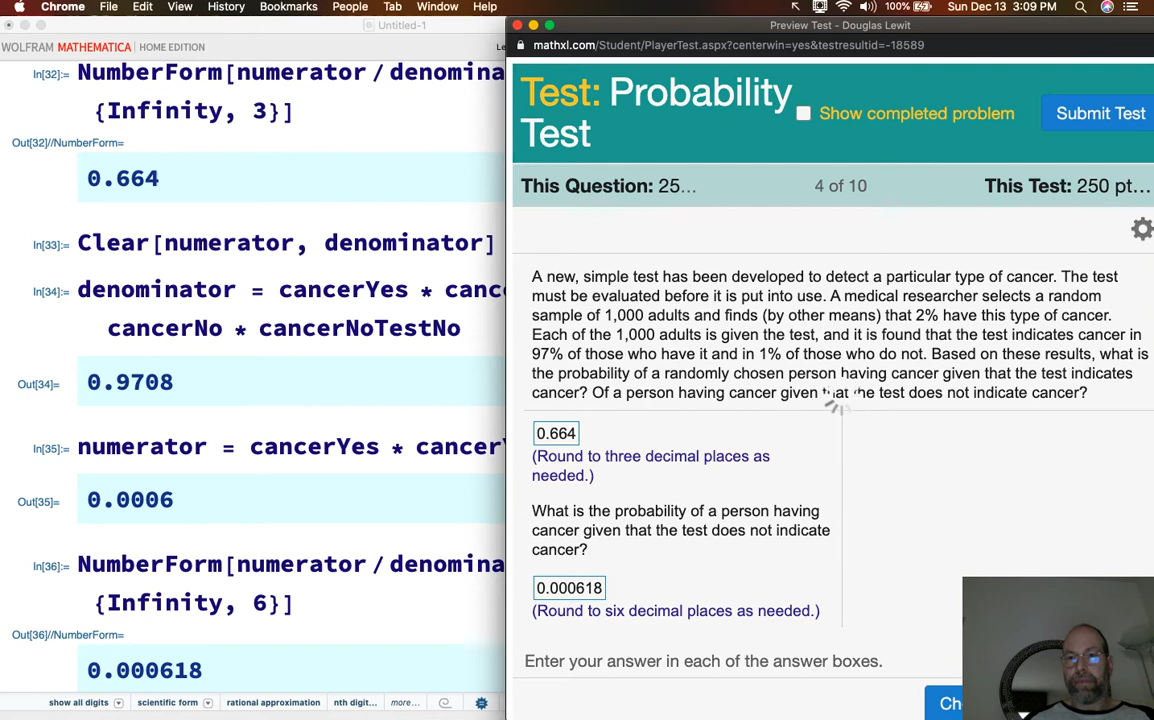 Chrome File Edit View History Bookmarks People Tab Window Help 100% Sun Dec 13 3:09 PM
Untitled-1
WOLFRAM MATHEMATICA HOME EDITION
In[32]:= NumberForm[numerator / denomina
{Infinity, 3}]
Out[32]//NumberForm=
0.664
In[33]:= Clear[numerator, denominator]
In[34]:= denominator = cancerYes * canc
cancerNo * cancerNoTestNo
Out[34]= 0.9708
In[35]:= numerator = cancerYes * cancer
Out[35]= 0.0006
In[36]:= NumberForm[numerator / denomina
{Infinity, 6}]
Out[36]//NumberForm=
0.000618
show all digits scientific form rational approximation nth digit... more...
Preview Test - Douglas Lewit
mathxl.com/Student/PlayerTest.aspx?centerwin=yes&testresultid=-18589
Test: Probability
Test
Show completed problem
Submit Test
This Question: 25... 4 of 10 This Test: 250 pt...
A new, simple test has been developed to detect a particular type of cancer. The test
must be evaluated before it is put into use. A medical researcher selects a random
sample of 1,000 adults and finds (by other means) that 2% have this type of cancer.
Each of the 1,000 adults is given the test, and it is found that the test indicates cancer in
97% of those who have it and in 1% of those who do not. Based on these results, what is
the probability of a randomly chosen person having cancer given that the test indicates
cancer? Of a person having cancer given that the test does not indicate cancer?
0.664
(Round to three decimal places as
needed.)
What is the probability of a person having
cancer given that the test does not indicate
cancer?
0.000618
(Round to six decimal places as needed.)
Enter your answer in each of the answer boxes.
Ch